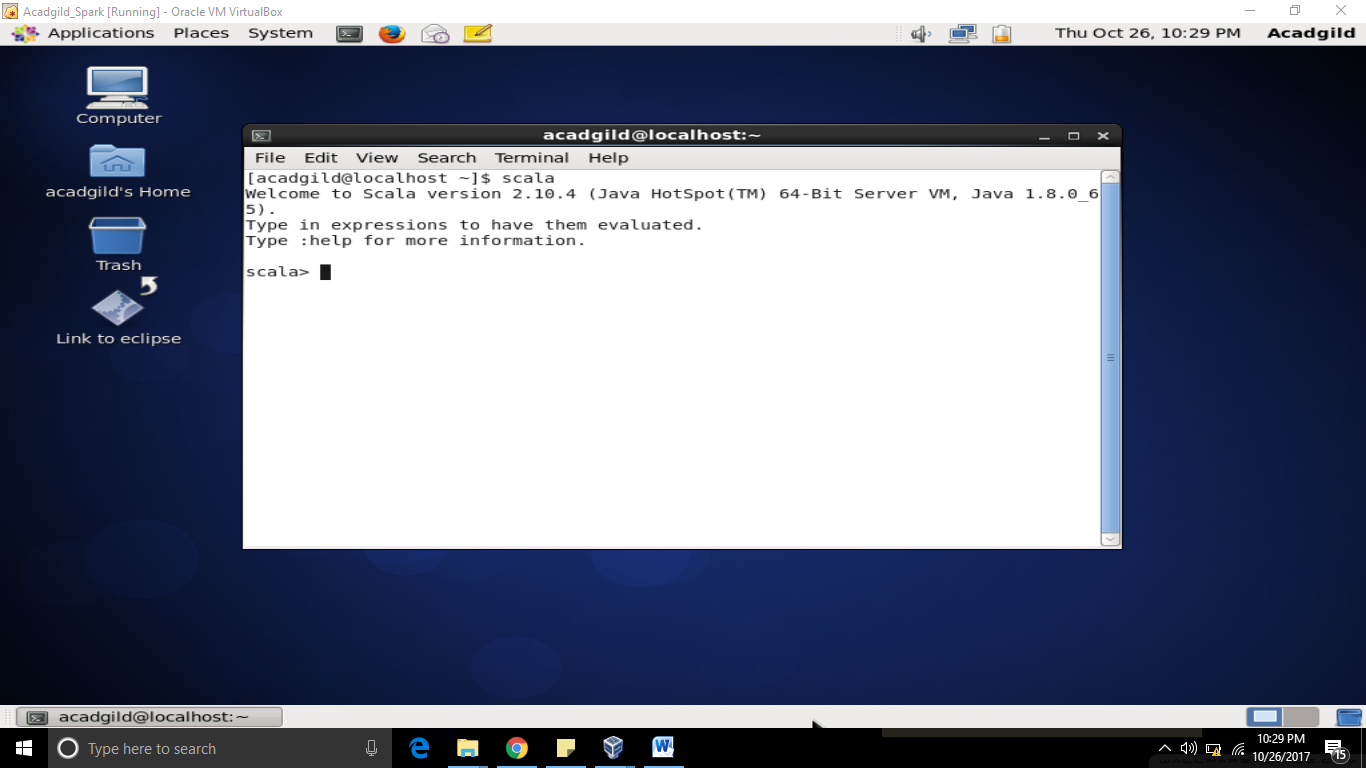 Acadgild_Spark [Running] - Oracle VM VirtualBox
Applications Places System Thu Oct 26, 10:29 PM Acadgild
Computer
acadgild's Home
Trash
Link to eclipse
acadgild@localhost:~
File Edit View Search Terminal Help
[acadgild@localhost ~]$ scala
Welcome to Scala version 2.10.4 (Java HotSpot(TM) 64-Bit Server VM, Java 1.8.0_6
5).
Type in expressions to have them evaluated.
Type :help for more information.
scala>
acadgild@localhost:~
Type here to search
10:29 PM
10/26/2017
15